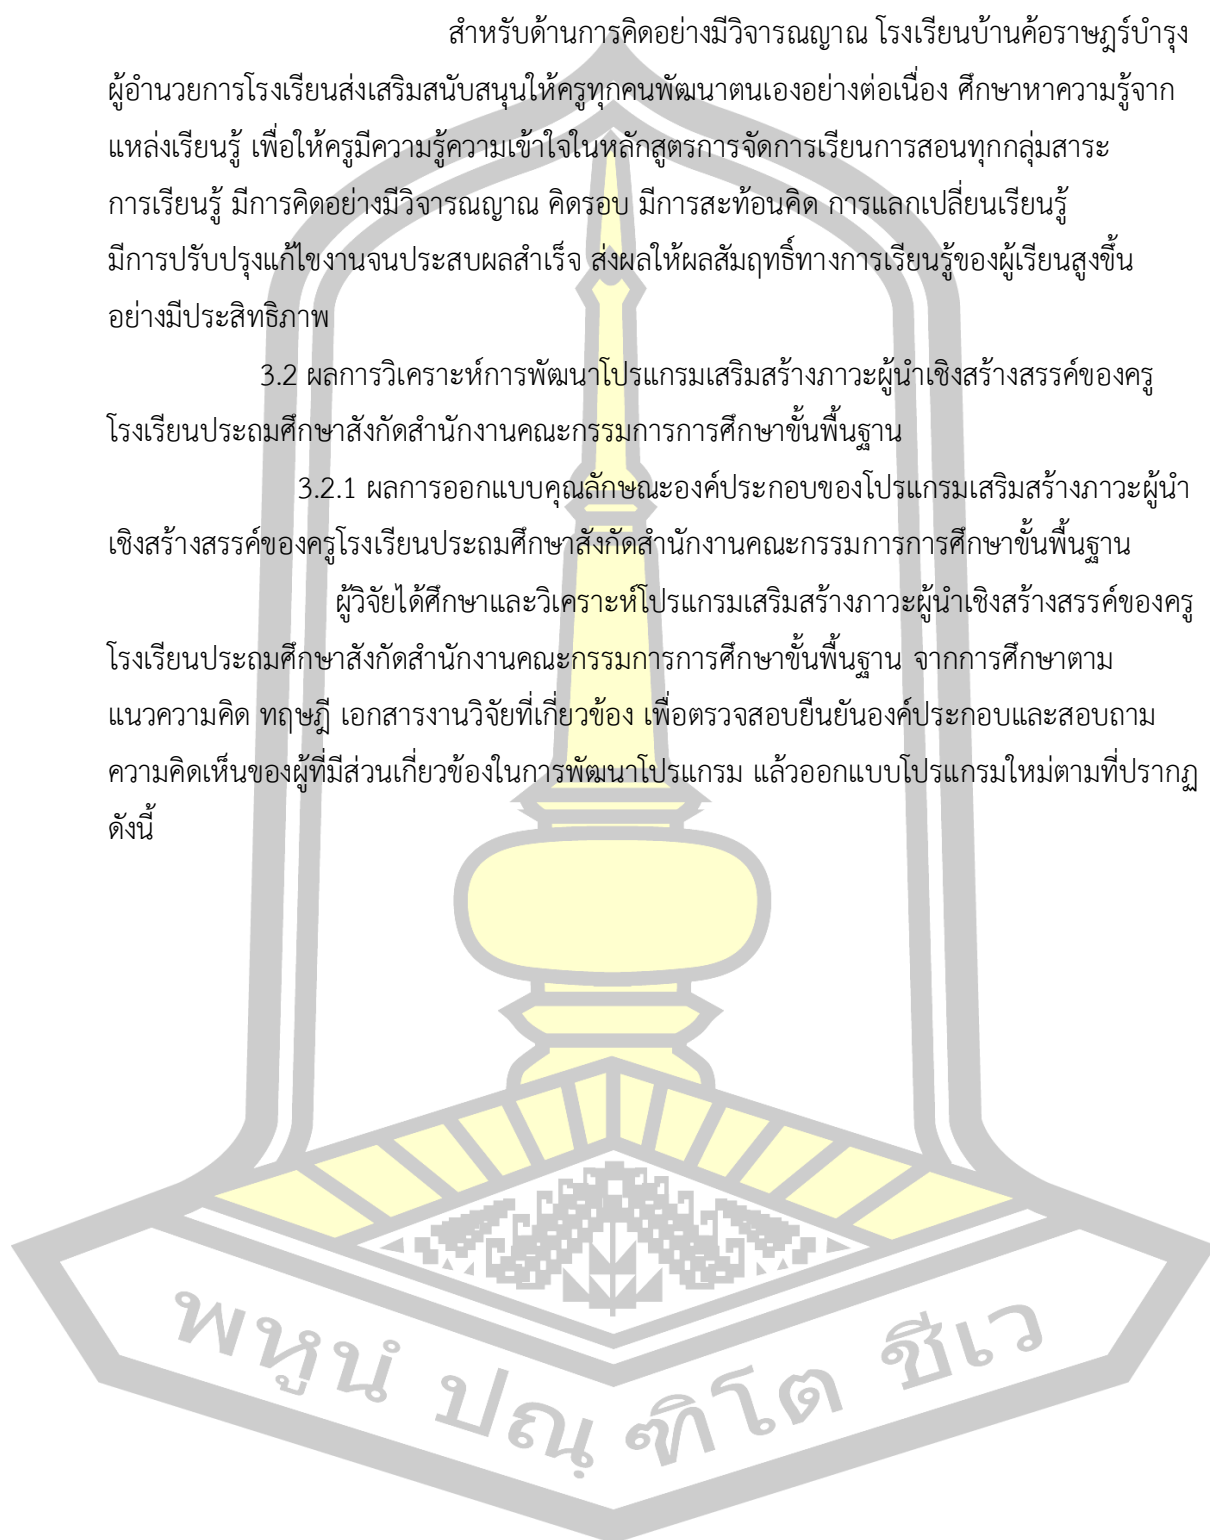 สำหรับด้านการคิดอย่างมีวิจารณญาณ โรงเรียนบ้านค้อราษฎร์บำรุง
ผู้อำนวยการโรงเรียนส่งเสริมสนับสนุนให้ครูทุกคนพัฒนาตนเองอย่างต่อเนื่อง ศึกษาหาความรู้จาก
แหล่งเรียนรู้ เพื่อให้ครูมีความรู้ความเข้าใจในหลักสูตรการจัดการเรียนการสอนทุกกลุ่มสาระ
การเรียนรู้ มีการคิดอย่างมีวิจารณญาณ คิดรอบ มีการสะท้อนคิด การแลกเปลี่ยนเรียนรู้
มีการปรับปรุงแก้ไขงานจนประสบผลสำเร็จ ส่งผลให้ผลสัมฤทธิ์ทางการเรียนรู้ของผู้เรียนสูงขึ้น
อย่างมีประสิทธิภาพ
3.2 ผลการวิเคราะห์การพัฒนาโปรแกรมเสริมสร้างภาวะผู้นำเชิงสร้างสรรค์ของครู
โรงเรียนประถมศึกษาสังกัดสำนักงานคณะกรรมการการศึกษาขั้นพื้นฐาน
3.2.1 ผลการออกแบบคุณลักษณะองค์ประกอบของโปรแกรมเสริมสร้างภาวะผู้นำ
เชิงสร้างสรรค์ของครูโรงเรียนประถมศึกษาสังกัดสำนักงานคณะกรรมการการศึกษาขั้นพื้นฐาน
ผู้วิจัยได้ศึกษาและวิเคราะห์โปรแกรมเสริมสร้างภาวะผู้นำเชิงสร้างสรรค์ของครู
โรงเรียนประถมศึกษาสังกัดสำนักงานคณะกรรมการการศึกษาขั้นพื้นฐาน จากการศึกษาตาม
แนวความคิด ทฤษฎี เอกสารงานวิจัยที่เกี่ยวข้อง เพื่อตรวจสอบยืนยันองค์ประกอบและสอบถาม
ความคิดเห็นของผู้ที่มีส่วนเกี่ยวข้องในการพัฒนาโปรแกรม แล้วออกแบบโปรแกรมใหม่ตามที่ปรากฏ
ดังนี้
พหูนํ ปณฺฑิโต ชีเว